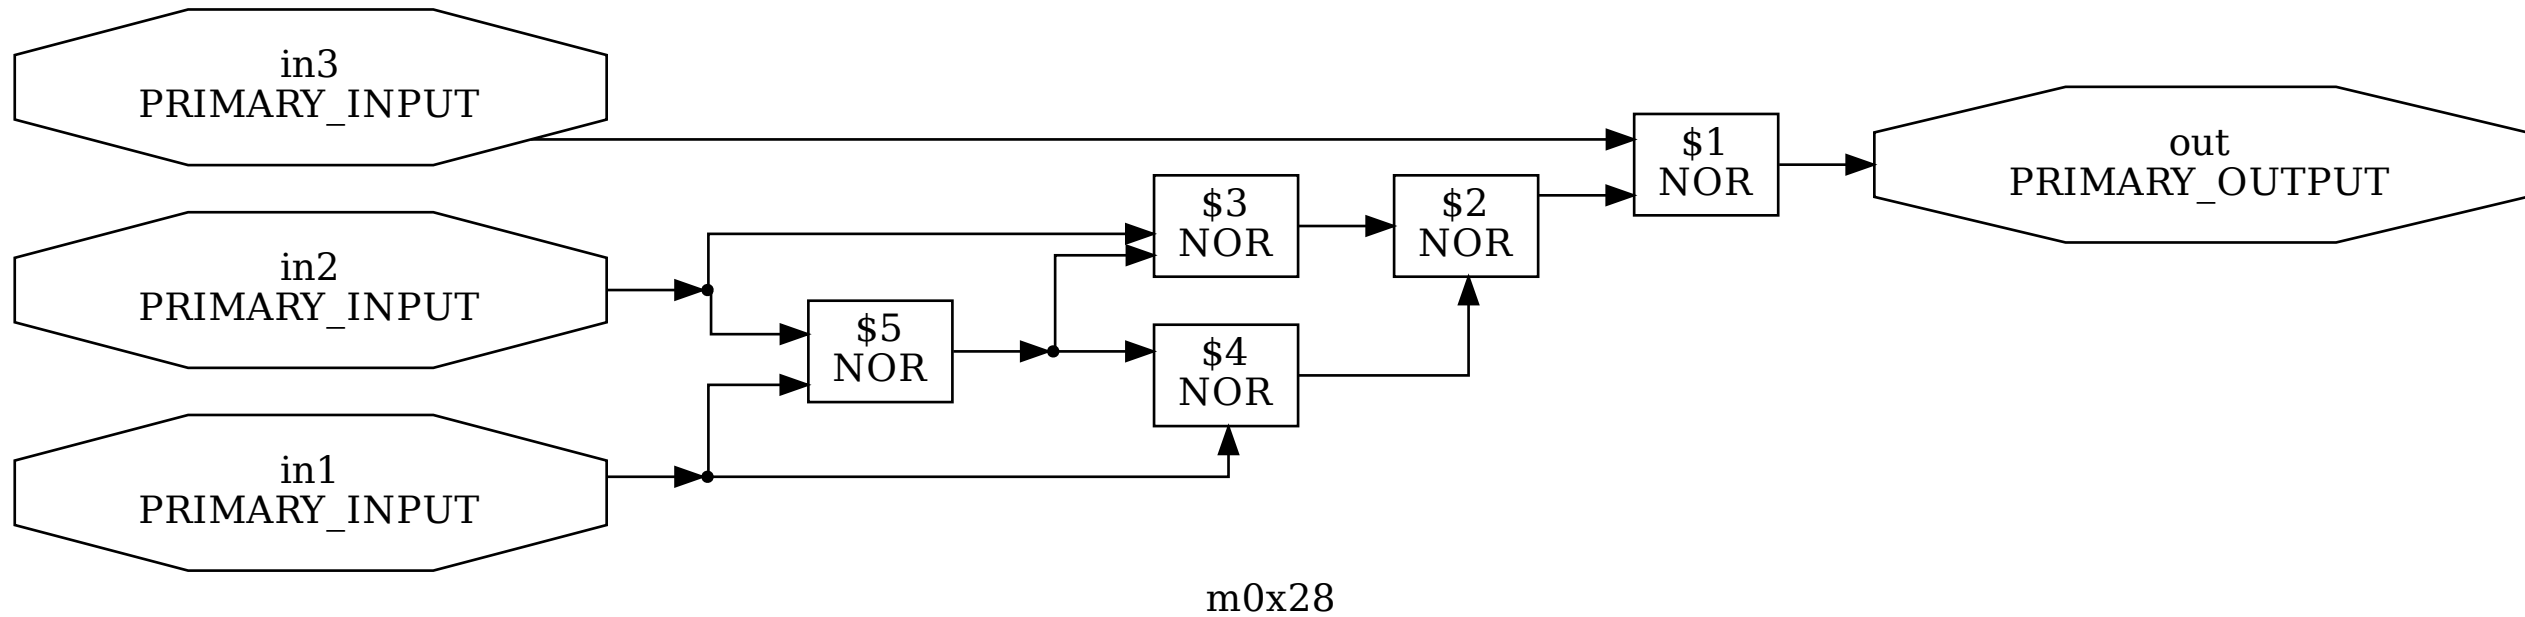 in3
PRIMARY_INPUT
$1
NOR
out
PRIMARY_OUTPUT
$3
NOR
$2
NOR
in2
PRIMARY_INPUT
$5
NOR
$4
NOR
in1
PRIMARY_INPUT
m0x28